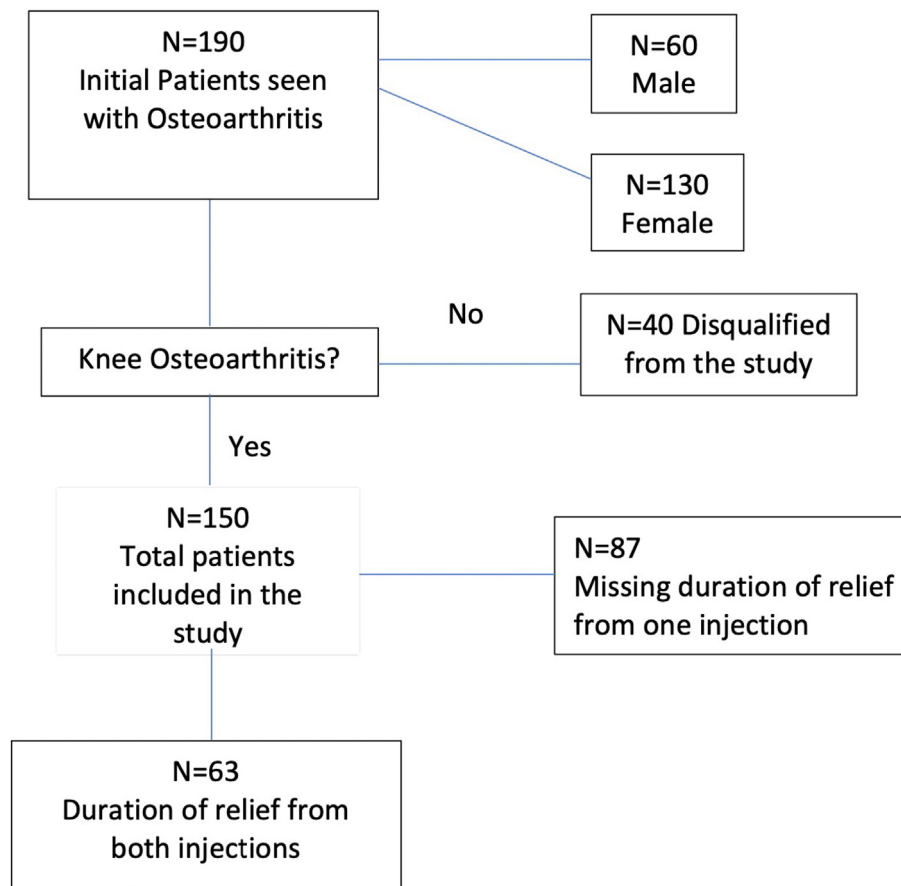 N=190
Initial Patients seen
with Osteoarthritis
N=60
Male
N=130
Female
No
N=40 Disqualified
from the study
Knee Osteoarthritis?
Yes
N=150
Total patients
included in the
study
N=87
Missing duration of relief
from one injection
N=63
Duration of relief from
both injections